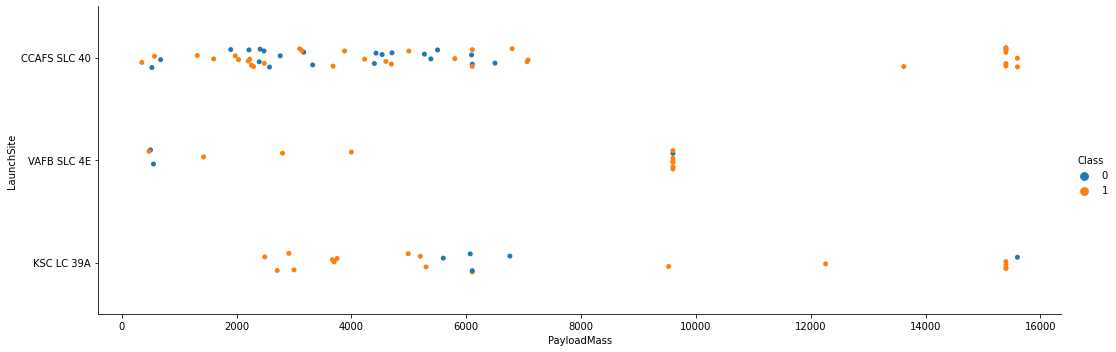 CCAFS SLC 40
VAFB SLC 4E
KSC LC 39A
LaunchSite
0 2000 4000 6000 8000 10000 12000 14000 16000
PayloadMass
Class
0
1